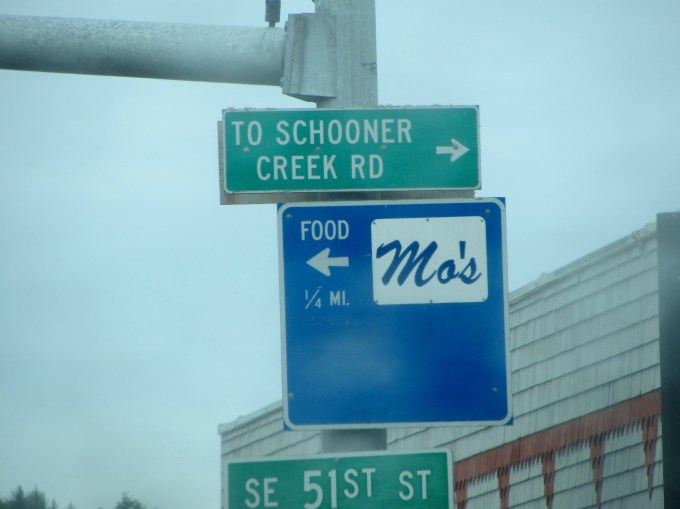 TO SCHOONER
CREEK RD
FOOD
Mo's
1/4 MI.
SE 51ST ST